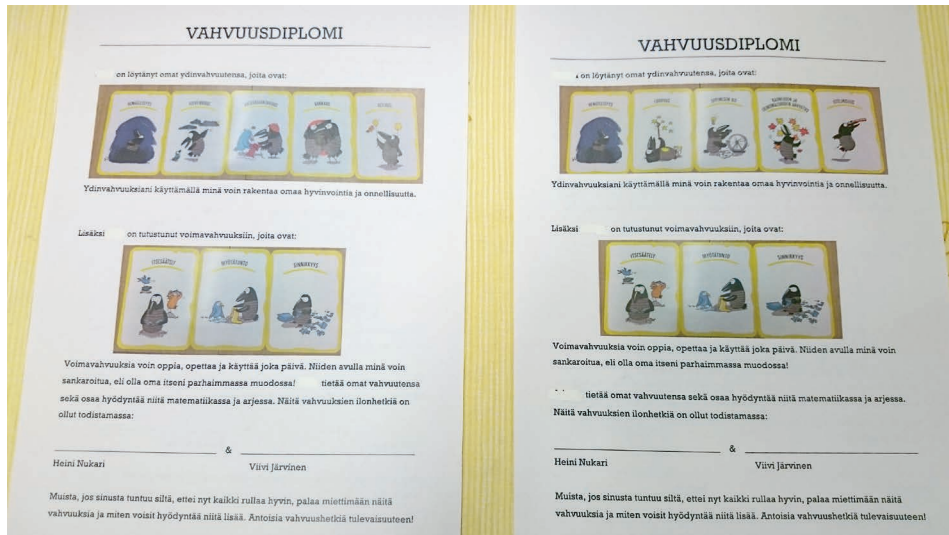 VAHVUUSDIPLOMI
on löytänyt omat ydinvahvuutensa, joita ovat:
Ydinvahvuuksiani käyttämällä minä voin rakentaa omaa hyvinvointia ja onnellisuutta.
Lisäksi on tutustunut voimavahvuuksiin, joita ovat:
ITSESÄÄTELY MYÖTÄTUNTO SINNIKKYYS
Voimavahvuuksia voin oppia, opettaa ja käyttää joka päivä. Niiden avulla minä voin
sankaroitua, eli olla oma itseni parhaimmassa muodossa! tietää omat vahvuutensa
sekä osaa hyödyntää niitä matematiikassa ja arjessa. Näitä vahvuuksien ilonhetkiä on
ollut todistamassa:
&
Heini Nukari Viivi Järvinen
Muista, jos sinusta tuntuu siltä, ettei nyt kaikki rullaa hyvin, palaa miettimään näitä
vahvuuksia ja miten voisit hyödyntää niitä lisää. Antoisia vahvuushetkiä tulevaisuuteen!
VAHVUUSDIPLOMI
on löytänyt omat ydinvahvuutensa, joita ovat:
Ydinvahvuuksiani käyttämällä minä voin rakentaa omaa hyvinvointia ja onnellisuutta.
Lisäksi on tutustunut voimavahvuuksiin, joita ovat:
ITSESÄÄTELY MYÖTÄTUNTO SINNIKKYYS
Voimavahvuuksia voin oppia, opettaa ja käyttää joka päivä. Niiden avulla minä voin
sankaroitua, eli olla oma itseni parhaimmassa muodossa!
tietää omat vahvuutensa sekä osaa hyödyntää niitä matematiikassa ja arjessa.
Näitä vahvuuksien ilonhetkiä on ollut todistamassa:
&
Heini Nukari Viivi Järvinen
Muista, jos sinusta tuntuu siltä, ettei nyt kaikki rullaa hyvin, palaa miettimään näitä
vahvuuksia ja miten voisit hyödyntää niitä lisää. Antoisia vahvuushetkiä tulevaisuuteen!